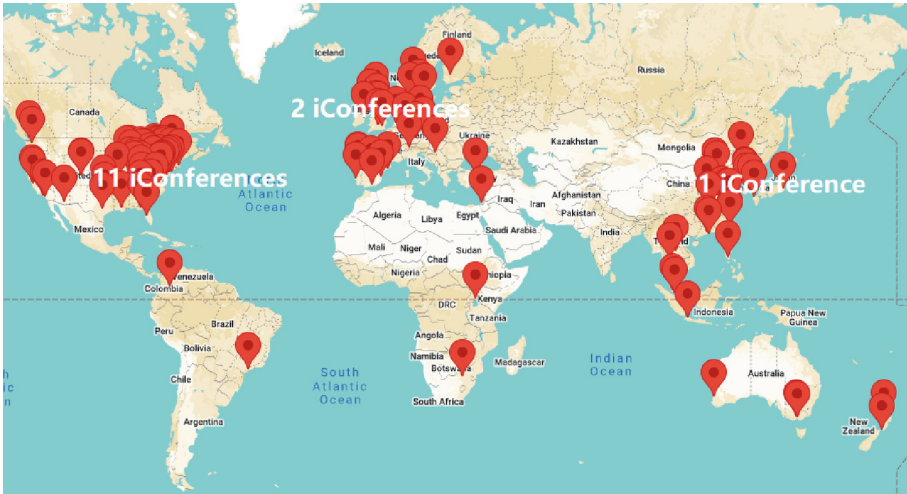 Finland
Iceland
Russia
Canada
2 iConferences
Ukraine
Kazakhstan
Mongolia
Italy
11 iConferences
China
1 iConference
Atlantic
Ocean
Iraq
Iran
Afghanistan
Pakistan
Algeria
Libya
Egypt
Saudi Arabia
India
Mexico
Mali
Niger
Chad
Sudan
Nigeria
Venezuela
Colombia
DRC
Kenya
Tanzania
Indonesia
Papua New
Guinea
Peru
Brazil
Bolivia
Angola
Namibia
Madagascar
Indian
Ocean
South
Atlantic
Ocean
Chile
South Africa
Australia
Argentina
New
Zealand